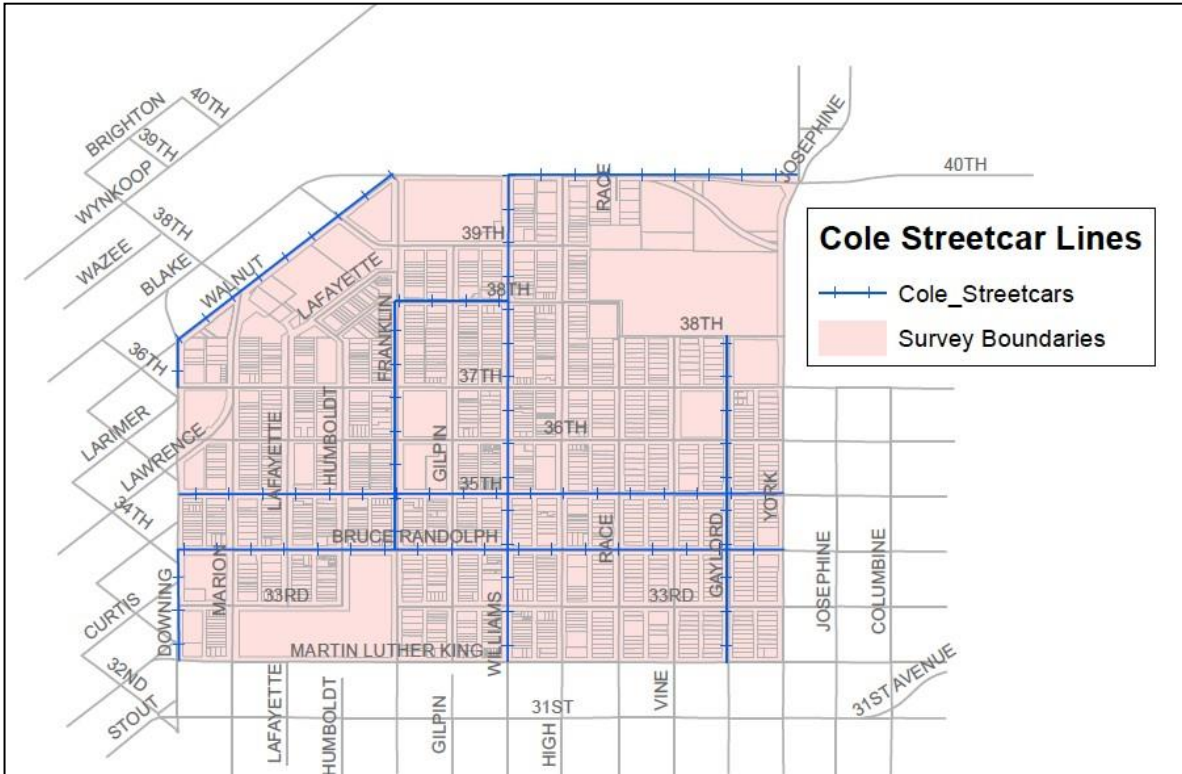 BRIGHTON
40TH
39TH
WYNKOOP
38TH
WAZEE
BLAKE
WALNUT
LAFAYETTE
RACE
JOSEPHINE
40TH
39TH
Cole Streetcar Lines
Cole_Streetcars
Survey Boundaries
38TH
38TH
36TH
FRANKLIN
37TH
LARIMER
LAWRENCE
LAFAYETTE
HUMBOLDT
GILPIN
36TH
35TH
34TH
YORK
BRUCE RANDOLPH
RACE
GAYLORD
DOWNING
MARION
33RD
33RD
JOSEPHINE
COLUMBINE
CURTIS
WILLIAMS
MARTIN LUTHER KING
32ND
STOUT
LAFAYETTE
HUMBOLDT
GILPIN
31ST
HIGH
VINE
31ST AVENUE